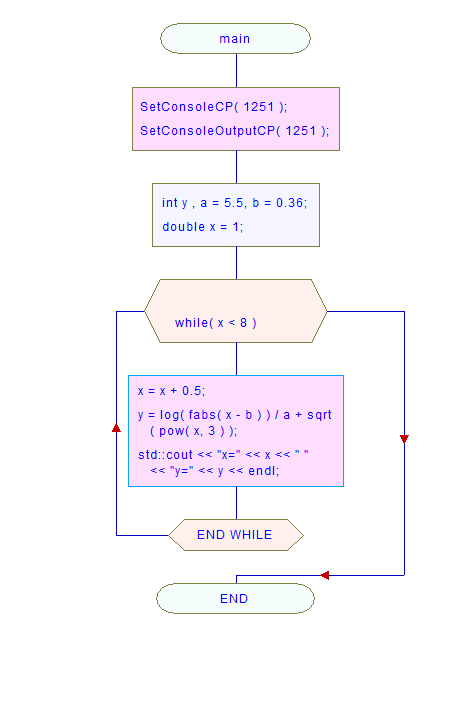 main
SetConsoleCP( 1251 );
SetConsoleOutputCP( 1251 );
int y , a = 5.5, b = 0.36;
double x = 1;
while( x < 8 )
x = x + 0.5;
y = log( fabs( x - b ) ) / a + sqrt
( pow( x, 3 ) );
std::cout << "x=" << x << " "
<< "y=" << y << endl;
END WHILE
END